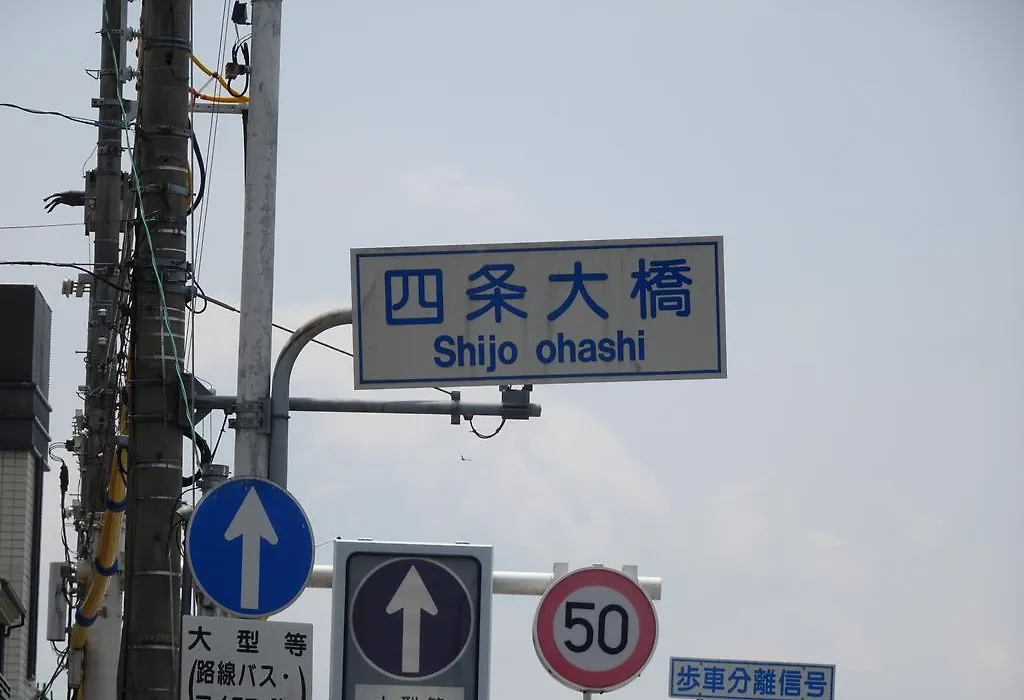 四条大橋
Shijo ohashi
大型等
(路線バス・
50
歩車分離信号